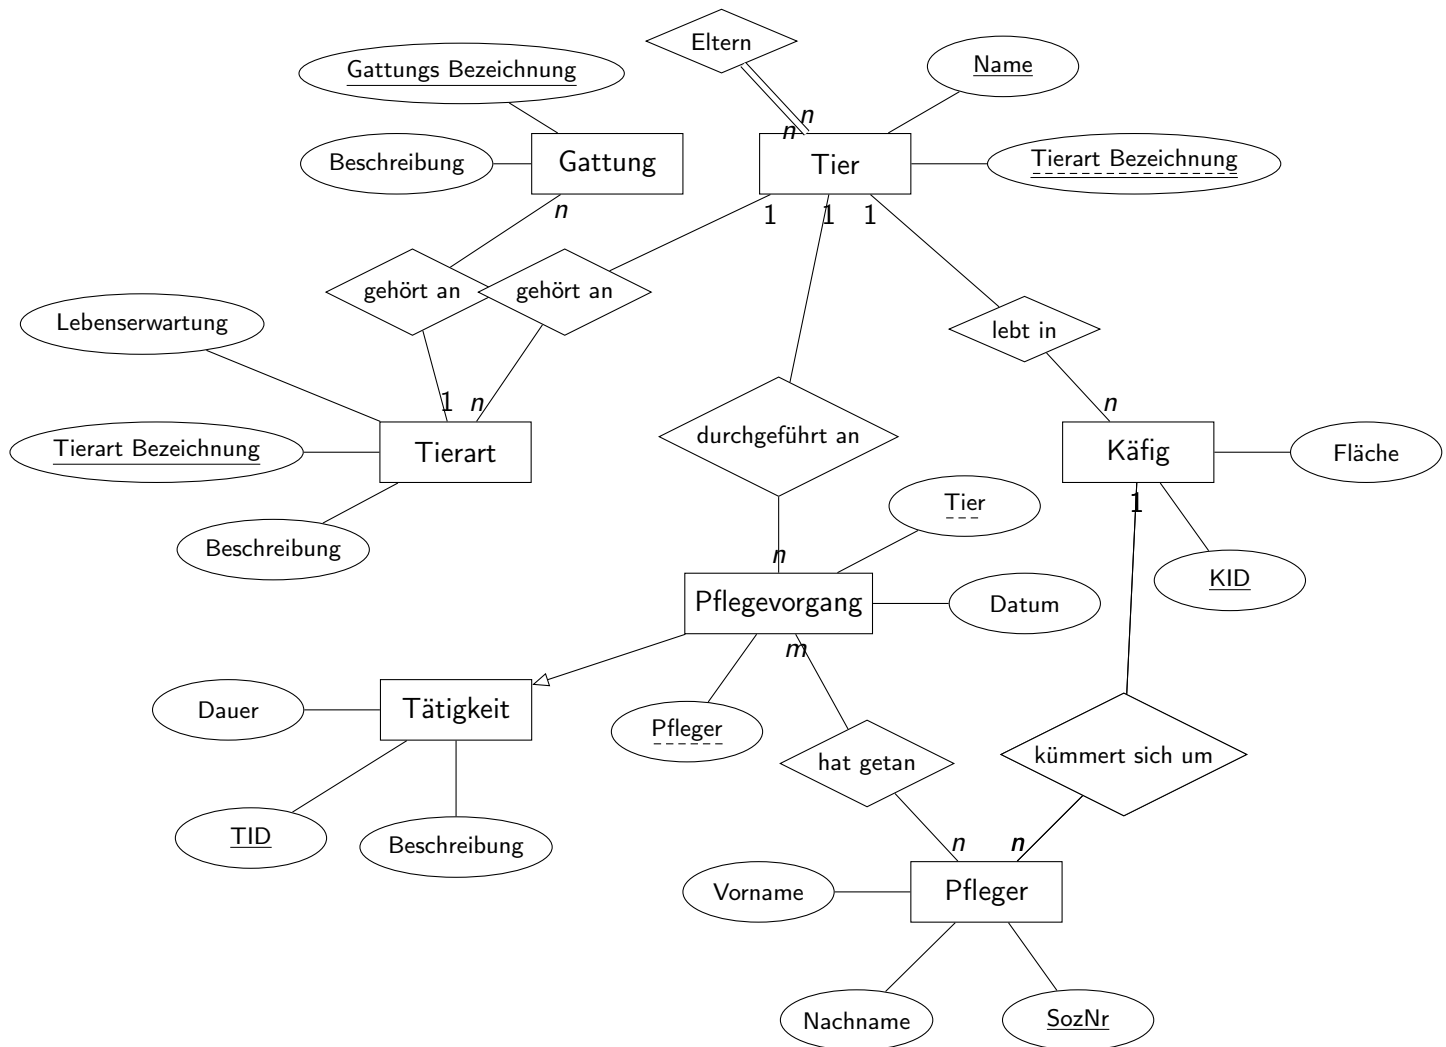 Eltern
Name
Gattungs Bezeichnung
n
n
Beschreibung
Gattung
Tier
Tierart Bezeichnung
n
1
1
1
gehört an
gehört an
Lebenserwartung
lebt in
1
n
n
durchgeführt an
Tierart Bezeichnung
Tierart
Käfig
Fläche
1
Tier
Beschreibung
n
KID
Pflegevorgang
Datum
m
Dauer
Tätigkeit
Pfleger
hat getan
kümmert sich um
TID
Beschreibung
n
n
Vorname
Pfleger
Nachname
SozNr